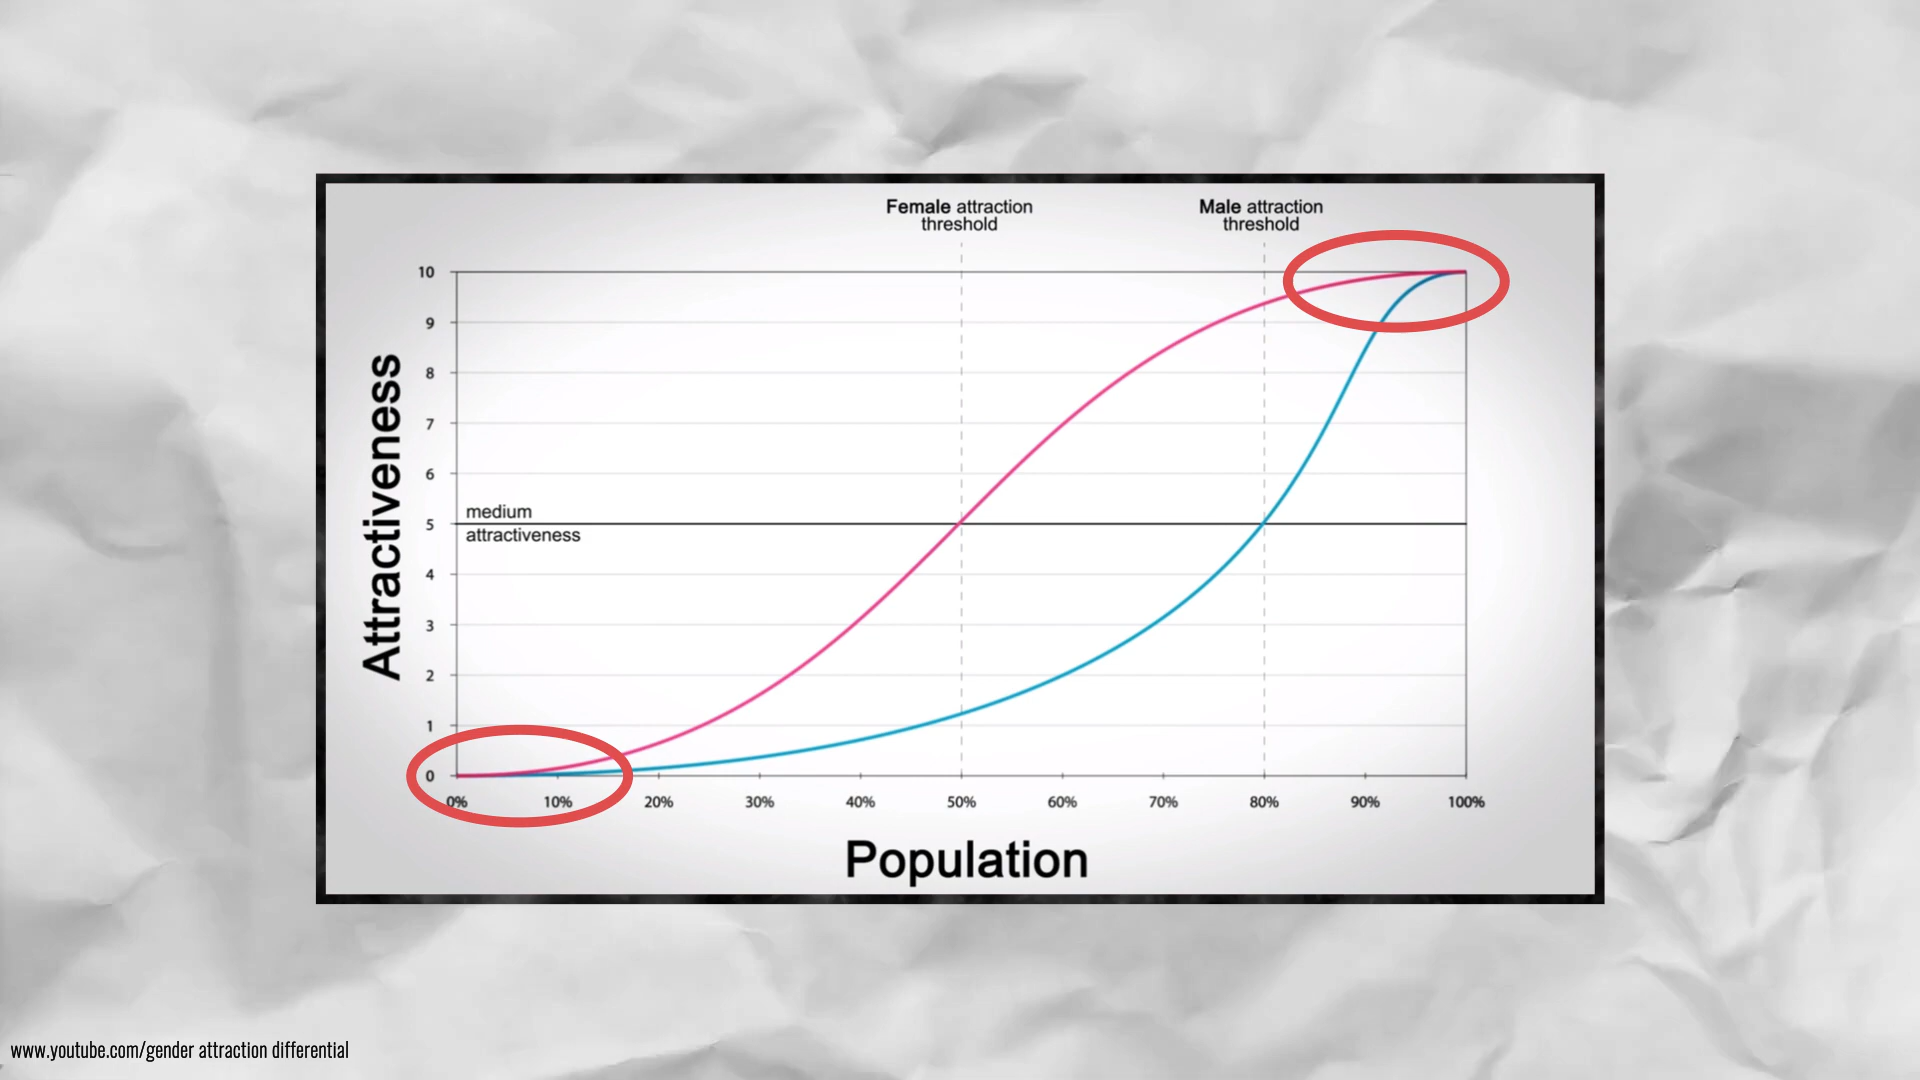 Female attraction
threshold
Male attraction
threshold
10
9
8
7
6
5
4
3
2
1
0
Attractiveness
medium
attractiveness
0%
10%
20%
30%
40%
50%
60%
70%
80%
90%
100%
Population
www.youtube.com/gender attraction differential